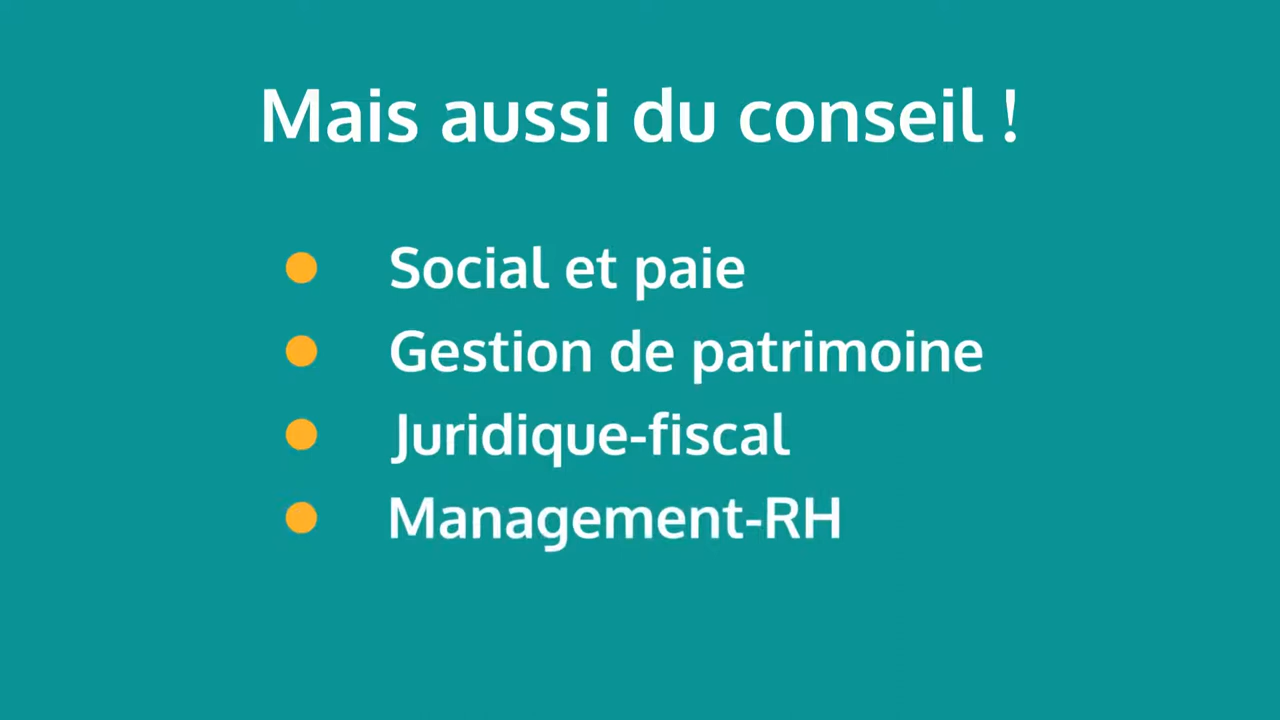 Mais aussi du conseil !
Social et paie
Gestion de patrimoine
Juridique-fiscal
Management-RH